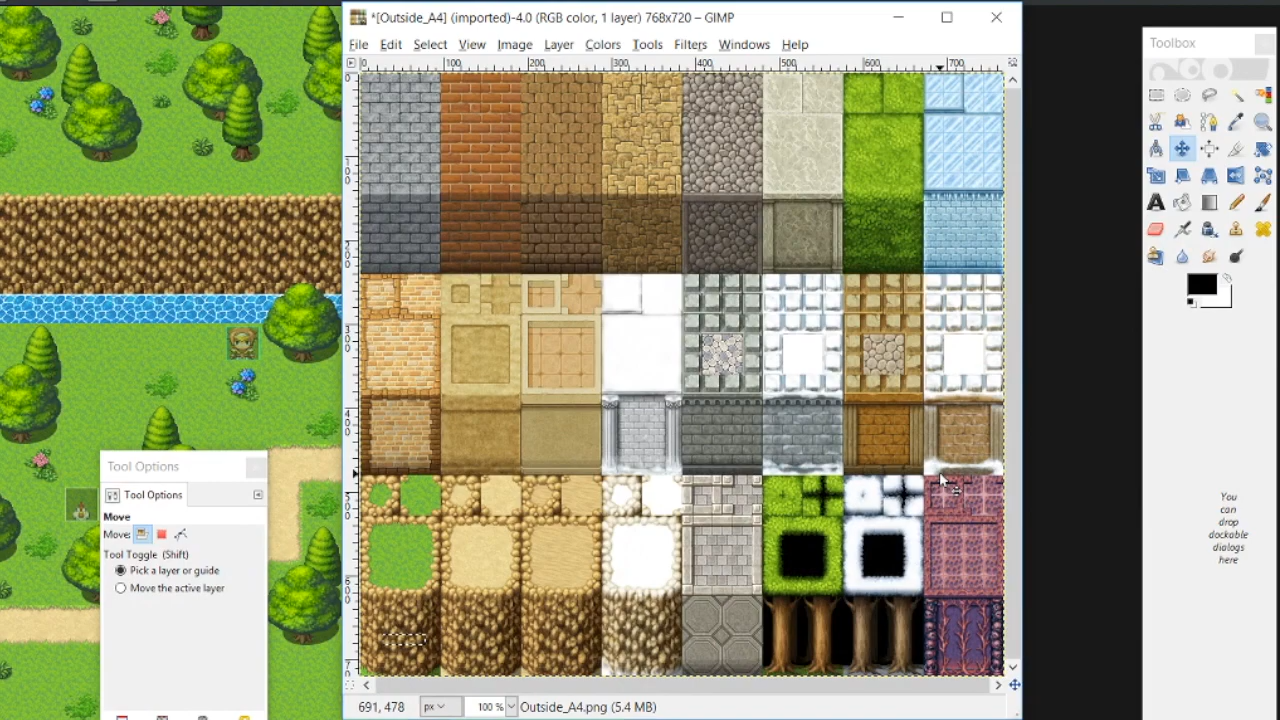 *[Outside_A4] (imported)-4.0 (RGB color, 1 layer) 768x720 – GIMP
File Edit Select View Image Layer Colors Tools Filters Windows Help
0 100 200 300 400 500 600 700
Toolbox
Tool Options
Tool Options
Move
Move:
Tool Toggle (Shift)
Pick a layer or guide
Move the active layer
You
can
drop
dockable
dialogs
here
691, 478 px 100 % Outside_A4.png (5.4 MB)